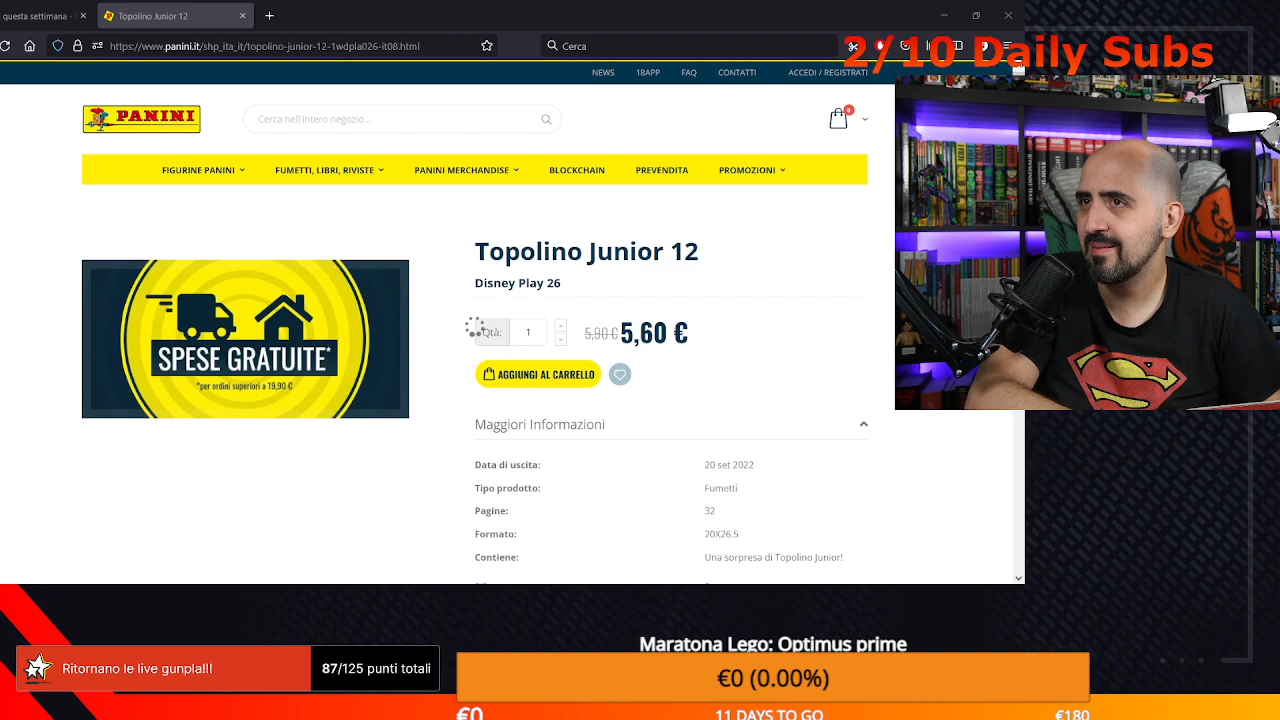 questa settimana -
Topolino Junior 12
https://www.panini.it/shp_ita_it/topolino-junior-12-1wdpla026-it08.html
Cerca
2/10 Daily Subs
NEWS 18APP FAQ CONTATTI ACCEDI / REGISTRATI
PANINI
Cerca nell'intero negozio...
0
FIGURINE PANINI FUMETTI, LIBRI, RIVISTE PANINI MERCHANDISE BLOCKCHAIN PREVENDITA PROMOZIONI
SPESE GRATUITE*
*per ordini superiori a 19,90 €
Topolino Junior 12
Disney Play 26
Qtà: 1 5,90 € 5,60 €
AGGIUNGI AL CARRELLO
Maggiori Informazioni
Data di uscita: 20 set 2022
Tipo prodotto: Fumetti
Pagine: 32
Formato: 20X26.5
Contiene: Una sorpresa di Topolino Junior!
Ritornano le live gunpla!!! 87/125 punti totali
Maratona Lego: Optimus prime
€0 (0.00%)
€0 11 DAYS TO GO €180